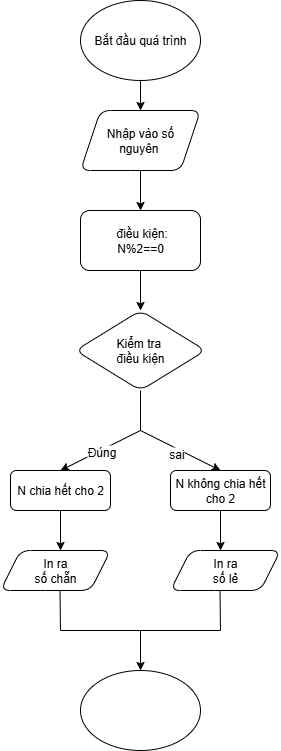 Bắt đầu quá trình
Nhập vào số
nguyên
điều kiện:
N%2==0
Kiểm tra
điều kiện
Đúng
sai
N chia hết cho 2
N không chia hết
cho 2
In ra
số chẵn
In ra
số lẻ